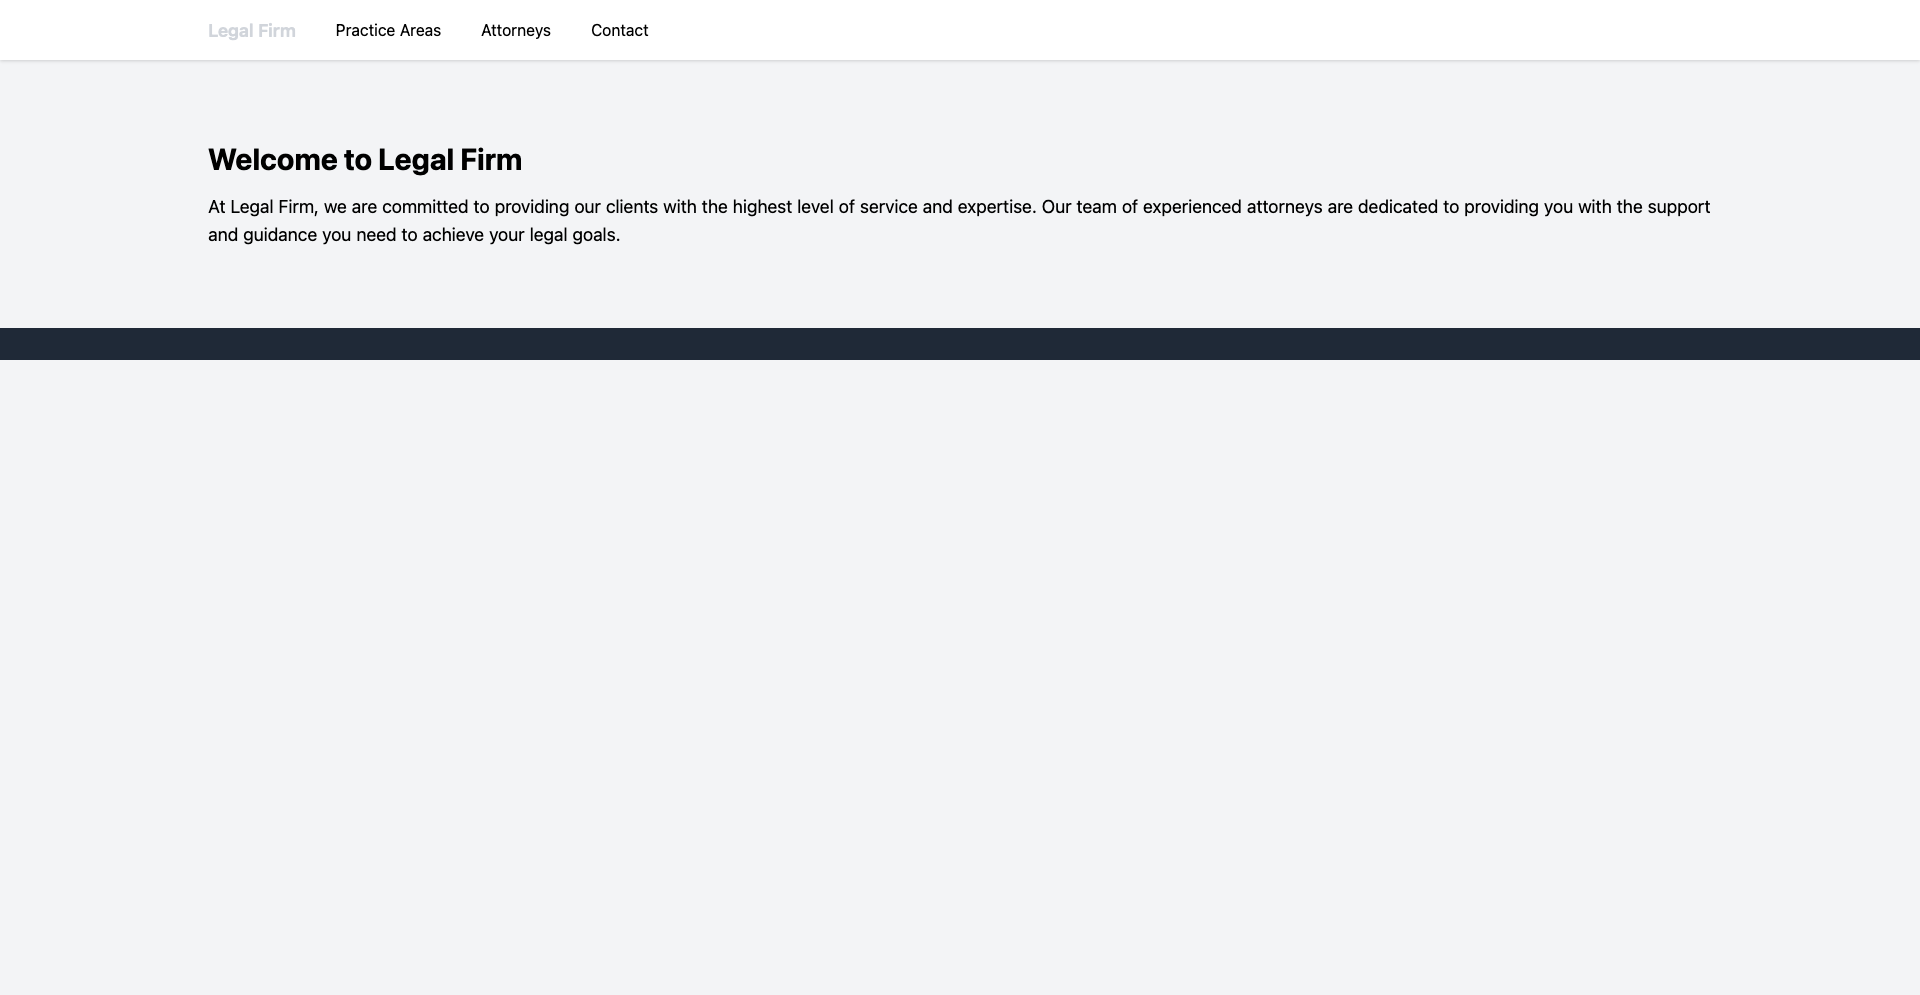 Legal Firm Practice Areas Attorneys Contact
Welcome to Legal Firm
At Legal Firm, we are committed to providing our clients with the highest level of service and expertise. Our team of experienced attorneys are dedicated to providing you with the support
and guidance you need to achieve your legal goals.